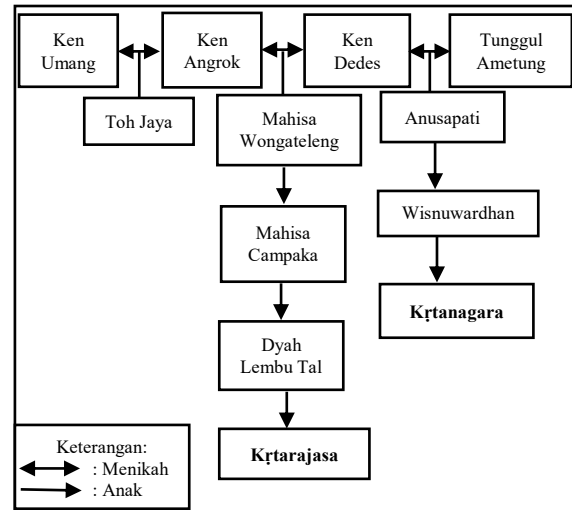 Ken
Umang
Ken
Angrok
Ken
Dedes
Tunggul
Ametung
Toh Jaya
Mahisa
Wongateleng
Anusapati
Mahisa
Campaka
Wisnuwardhan
Kṛtanagara
Dyah
Lembu Tal
Kṛtarajasa
Keterangan:
: Menikah
: Anak